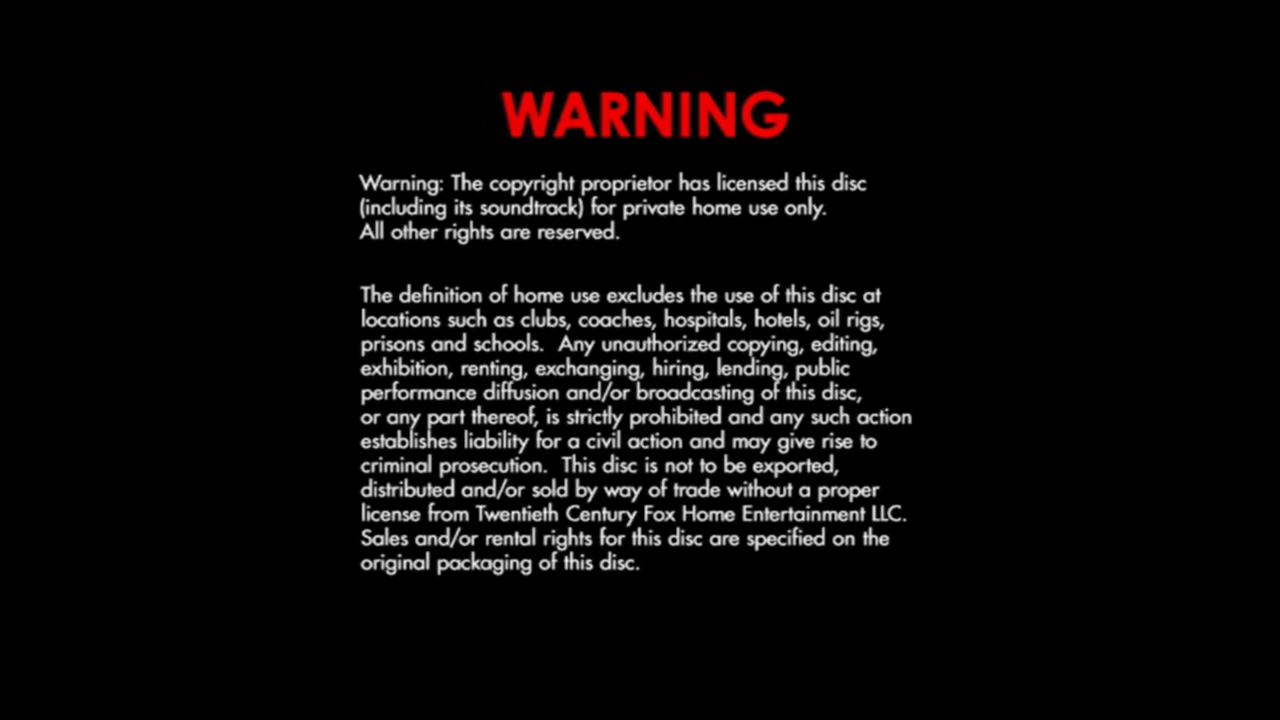 WARNING
Warning: The copyright proprietor has licensed this disc
(including its soundtrack) for private home use only.
All other rights are reserved.
The definition of home use excludes the use of this disc at
locations such as clubs, coaches, hospitals, hotels, oil rigs,
prisons and schools.  Any unauthorized copying, editing,
exhibition, renting, exchanging, hiring, lending, public
performance diffusion and/or broadcasting of this disc,
or any part thereof, is strictly prohibited and any such action
establishes liability for a civil action and may give rise to
criminal prosecution.  This disc is not to be exported,
distributed and/or sold by way of trade without a proper
license from Twentieth Century Fox Home Entertainment LLC.
Sales and/or rental rights for this disc are specified on the
original packaging of this disc.